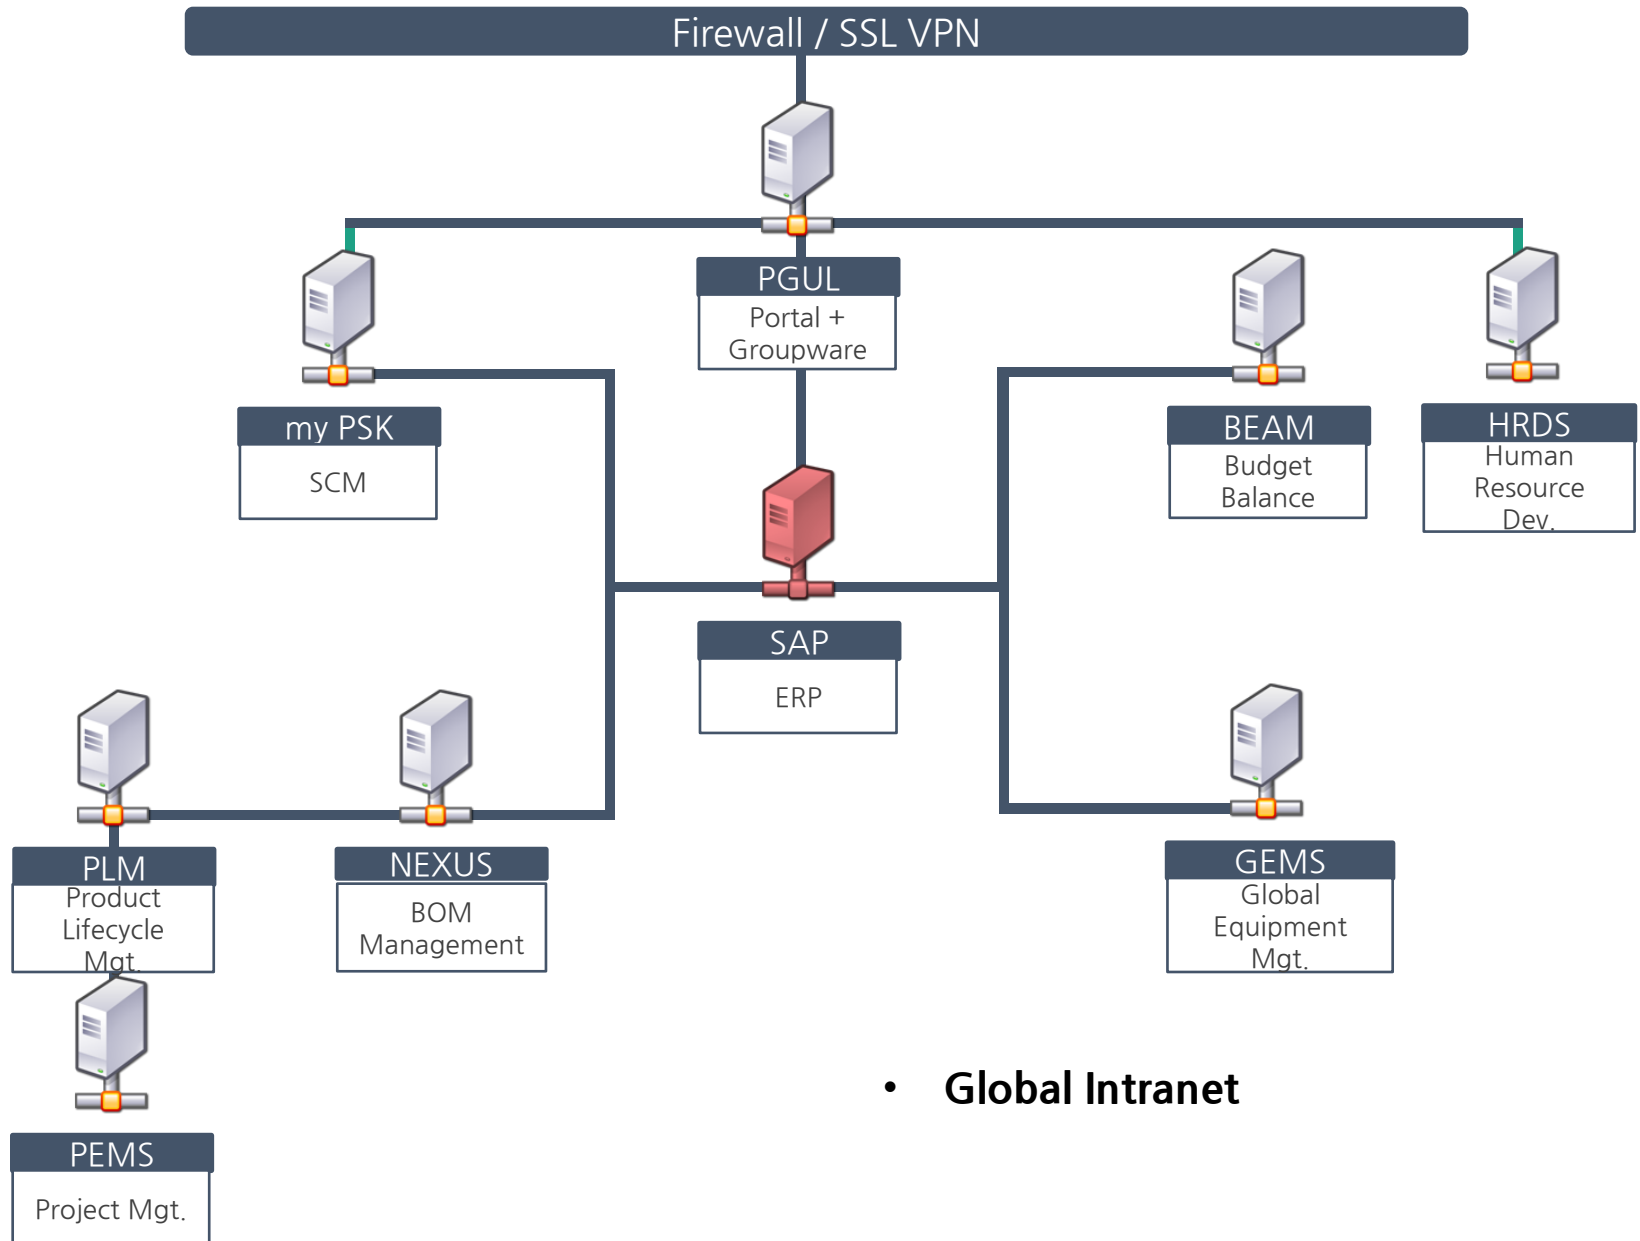 Firewall / SSL VPN
PGUL
Portal +
Groupware
my PSK
SCM
BEAM
Budget
Balance
HRDS
Human
Resource
Dev.
SAP
ERP
PLM
Product
Lifecycle
Mgt.
NEXUS
BOM
Management
GEMS
Global
Equipment
Mgt.
• Global Intranet
PEMS
Project Mgt.